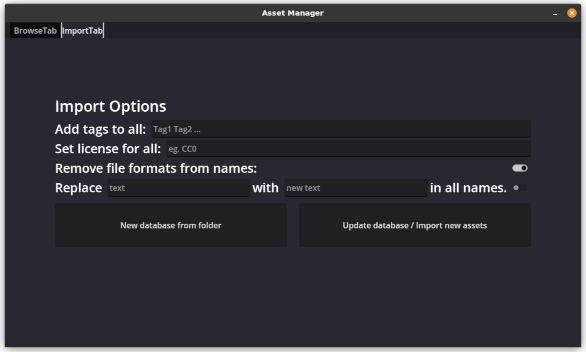 Asset Manager
BrowseTab ImportTab
Import Options
Add tags to all: Tag1 Tag2 ...
Set license for all: eg. CC0
Remove file formats from names:
Replace text with new text in all names.
New database from folder Update database / Import new assets